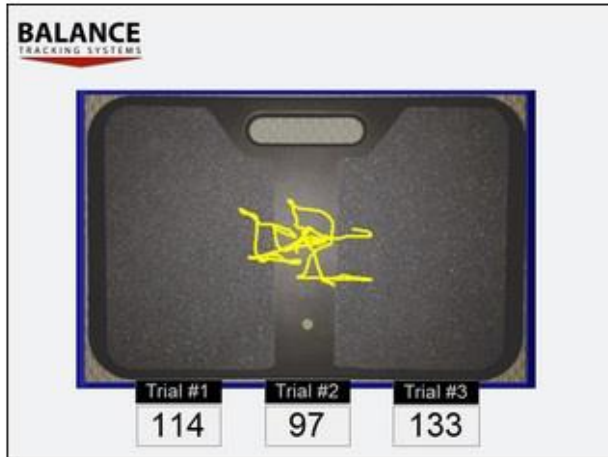 BALANCE
TRACKING SYSTEMS
Trial #1 Trial #2 Trial #3
114 97 133